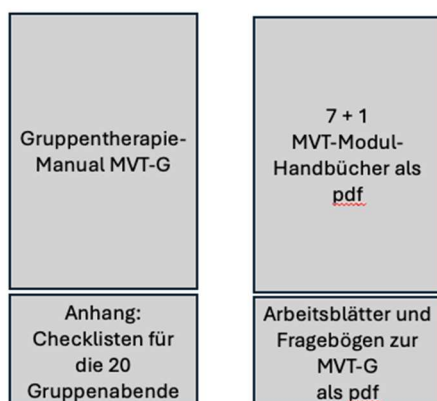 Gruppentherapie-
Manual MVT-G
7 + 1
MVT-Modul-
Handbücher als
pdf
Anhang:
Checklisten für
die 20
Gruppenabende
Arbeitsblätter und
Fragebögen zur
MVT-G
als pdf